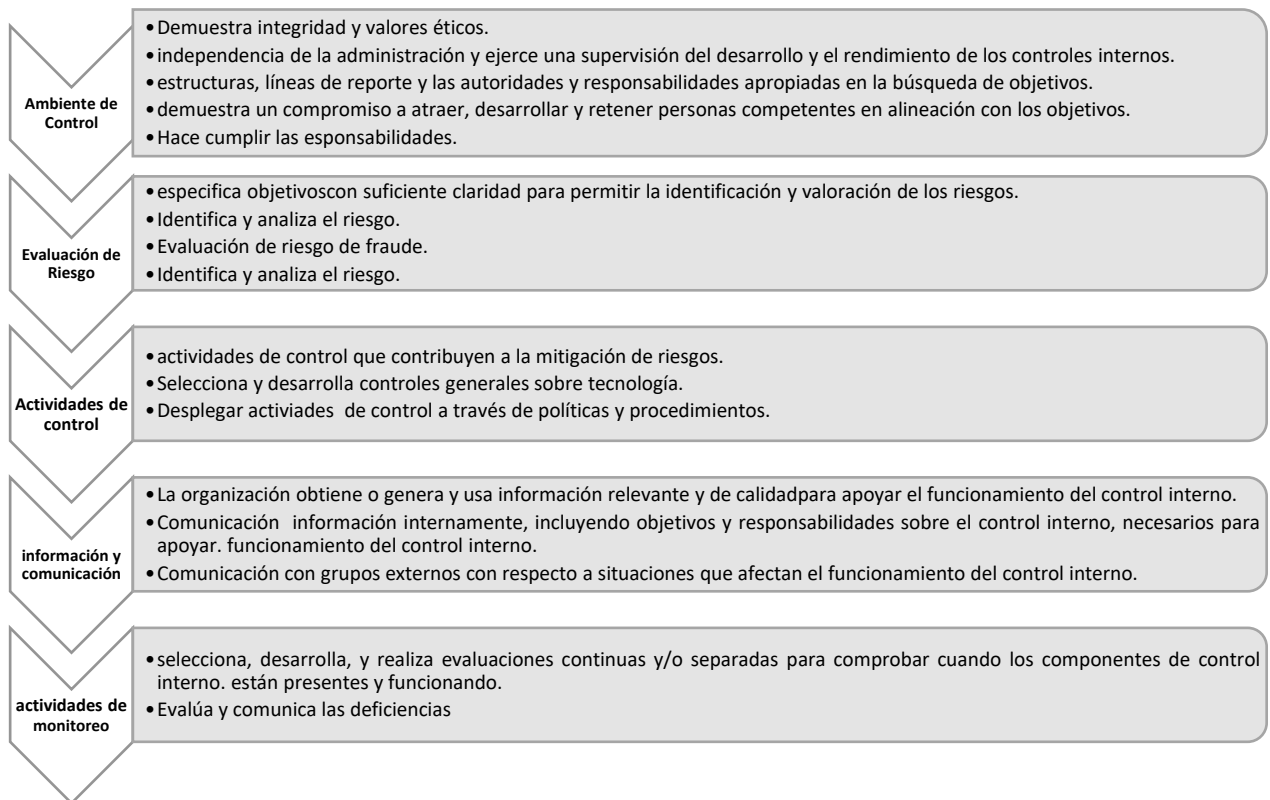 Ambiente de
Control
•Demuestra integridad y valores éticos.
•independencia de la administración y ejerce una supervisión del desarrollo y el rendimiento de los controles internos.
•estructuras, líneas de reporte y las autoridades y responsabilidades apropiadas en la búsqueda de objetivos.
•demuestra un compromiso a atraer, desarrollar y retener personas competentes en alineación con los objetivos.
•Hace cumplir las esponsabilidades.
Evaluación de
Riesgo
•especifica objetivoscon suficiente claridad para permitir la identificación y valoración de los riesgos.
•Identifica y analiza el riesgo.
•Evaluación de riesgo de fraude.
•Identifica y analiza el riesgo.
Actividades de
control
•actividades de control que contribuyen a la mitigación de riesgos.
•Selecciona y desarrolla controles generales sobre tecnología.
•Desplegar activiades  de control a través de políticas y procedimientos.
información y
comunicación
•La organización obtiene o genera y usa información relevante y de calidadpara apoyar el funcionamiento del control interno.
•Comunicación  información internamente, incluyendo objetivos y responsabilidades sobre el control interno, necesarios para
apoyar. funcionamiento del control interno.
•Comunicación con grupos externos con respecto a situaciones que afectan el funcionamiento del control interno.
actividades de
monitoreo
•selecciona, desarrolla, y realiza evaluaciones continuas y/o separadas para comprobar cuando los componentes de control
interno. están presentes y funcionando.
•Evalúa y comunica las deficiencias